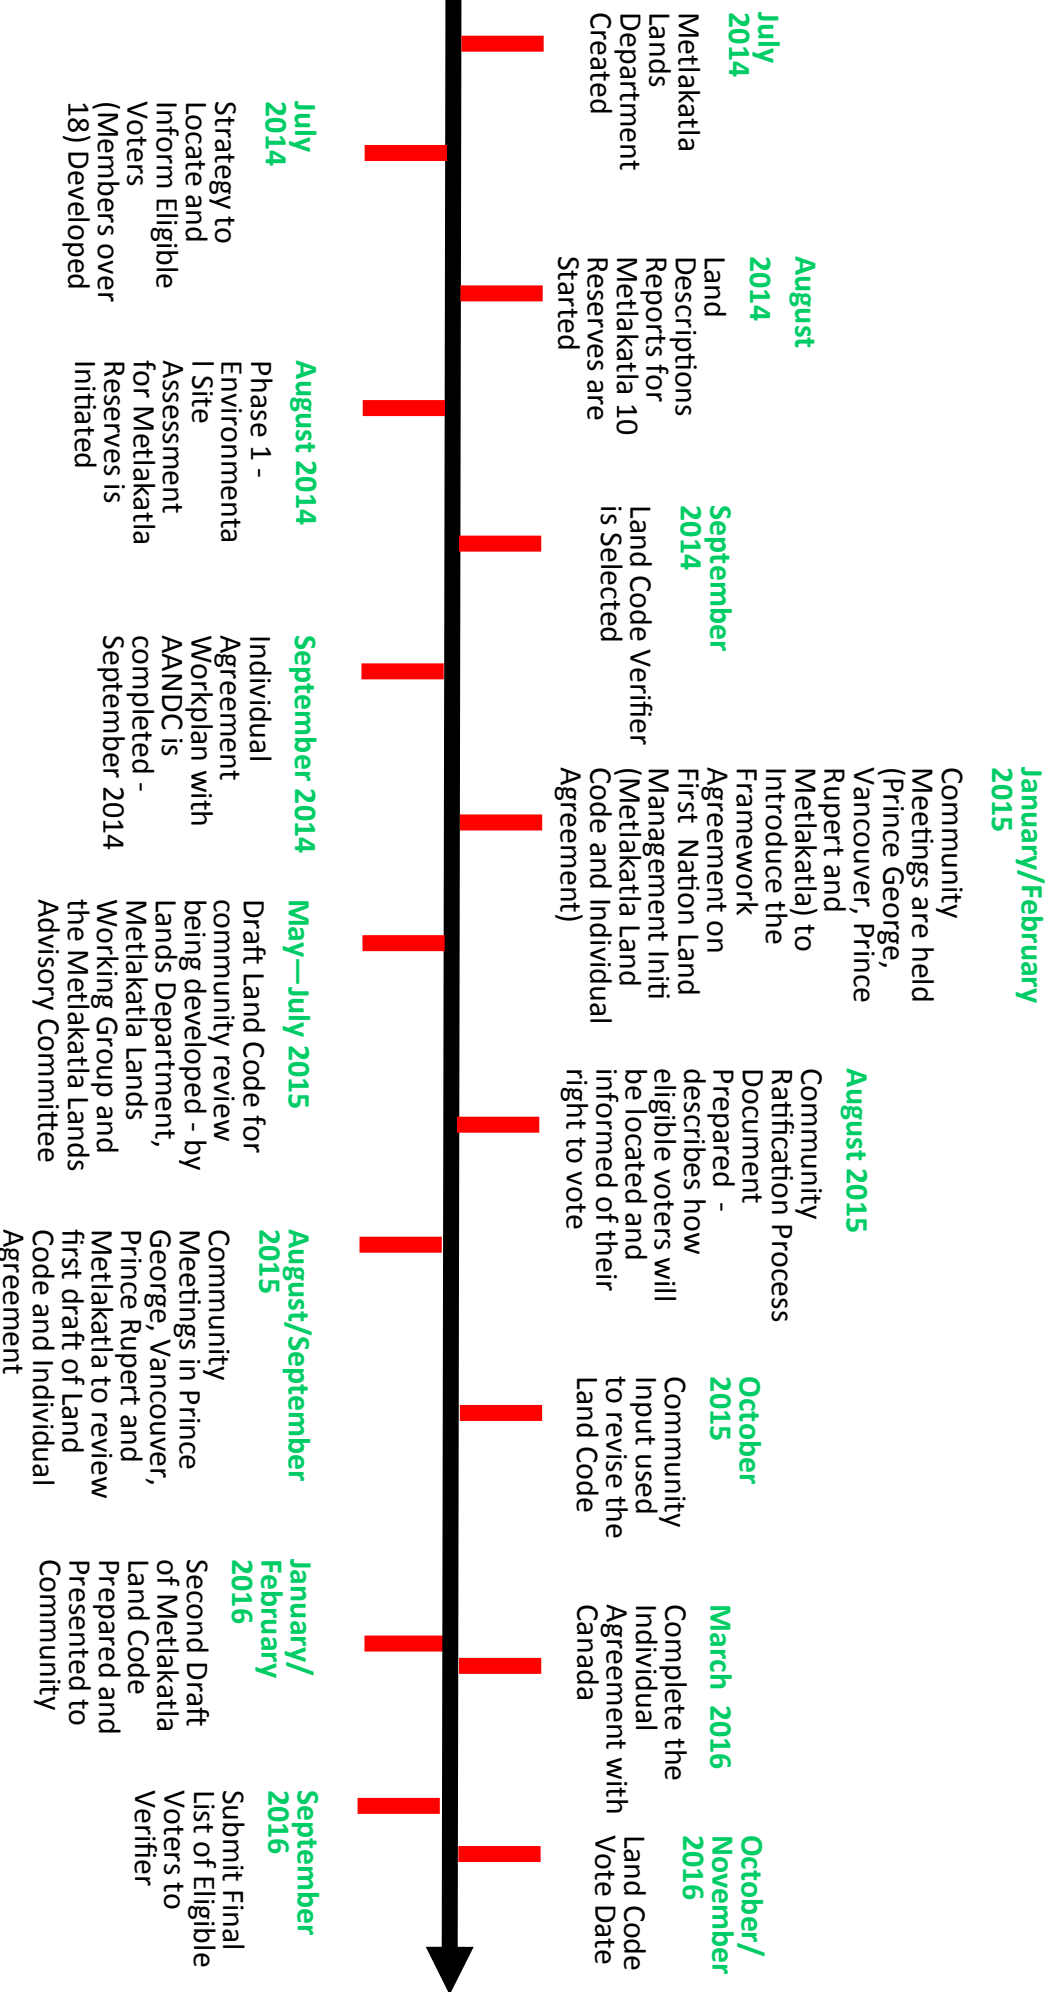 July
2014
Metlakatla
Lands
Department
Created
July
2014
Strategy to
Locate and
Inform Eligible
Voters
(Members over
18) Developed
August
2014
Land
Descriptions
Reports for
Metlakatla 10
Reserves are
Started
August 2014
Phase 1 -
Environmenta
l Site
Assessment
for Metlakatla
Reserves is
Initiated
September
2014
Land Code Verifier
is Selected
September 2014
Individual
Agreement
Workplan with
AANDC is
completed -
September 2014
January/February
2015
Community
Meetings are held
(Prince George,
Vancouver, Prince
Rupert and
Metlakatla) to
Introduce the
Framework
Agreement on
First  Nation Land
Management Initi
(Metlakatla Land
Code and Individual
Agreement)
May—July 2015
Draft Land Code for
community review
being developed - by
Lands Department,
Metlakatla Lands
Working Group and
the Metlakatla Lands
Advisory Committee
August 2015
Community
Ratification Process
Document
Prepared  -
describes how
eligible voters will
be located and
informed of their
right to vote
August/September
2015
Community
Meetings in Prince
George, Vancouver,
Prince Rupert and
Metlakatla to review
first draft of Land
Code and Individual
Agreement
October
2015
Community
Input used
to revise the
Land Code
January/
February
2016
Second Draft
of Metlakatla
Land Code
Prepared and
Presented to
Community
March  2016
Complete the
Individual
Agreement with
Canada
September
2016
Submit Final
List of Eligible
Voters to
Verifier
October/
November
2016
Land Code
Vote Date